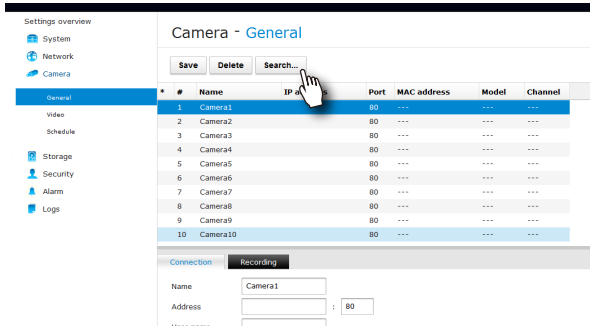 Settings overview
System
Network
Camera
General
Video
Schedule
Storage
Security
Alarm
Logs
Camera - General
Save Delete Search...
* # Name Port MAC address Model Channel
1 Camera1 80 --- --- ---
2 Camera2 80 --- --- ---
3 Camera3 80 --- --- ---
4 Camera4 80 --- --- ---
5 Camera5 80 --- --- ---
6 Camera6 80 --- --- ---
7 Camera7 80 --- --- ---
8 Camera8 80 --- --- ---
9 Camera9 80 --- --- ---
10 Camera10 80 --- --- ---
Connection Recording
Name Camera1
Address : 80